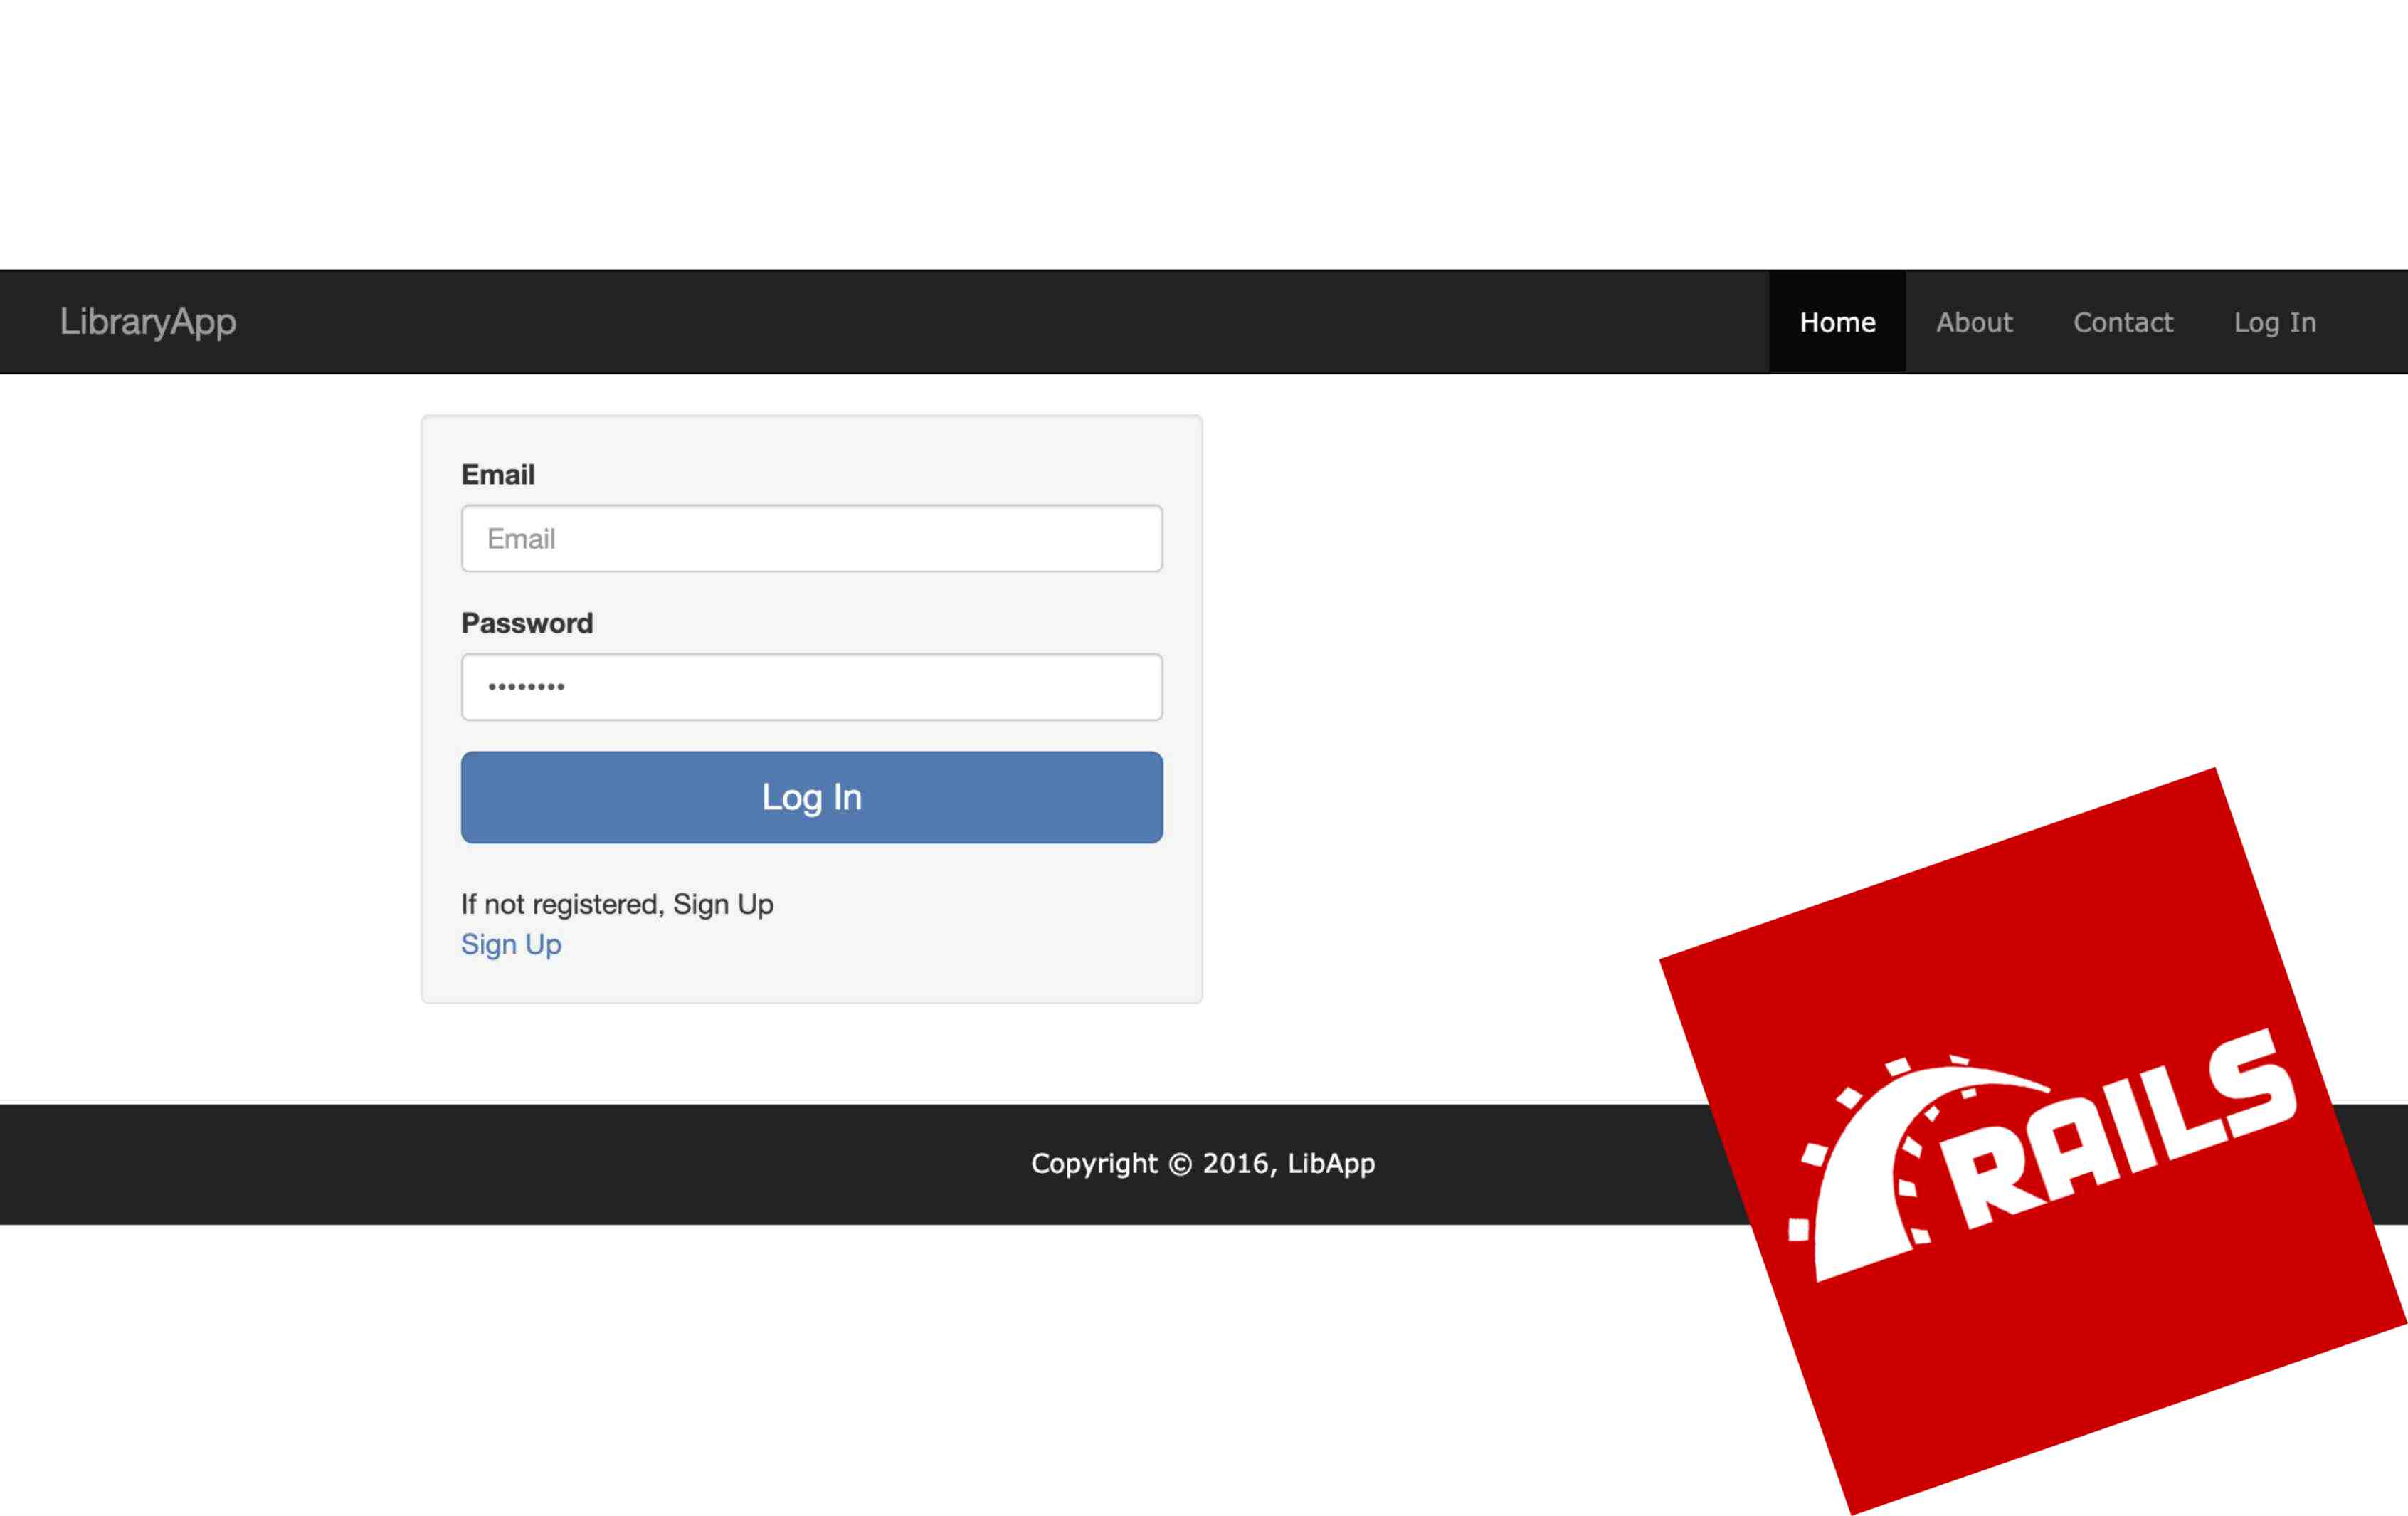 LibraryApp
Home About Contact Log In
Email
Email
Password
••••••••
Log In
If not registered, Sign Up
Sign Up
RAILS
Copyright © 2016, LibApp